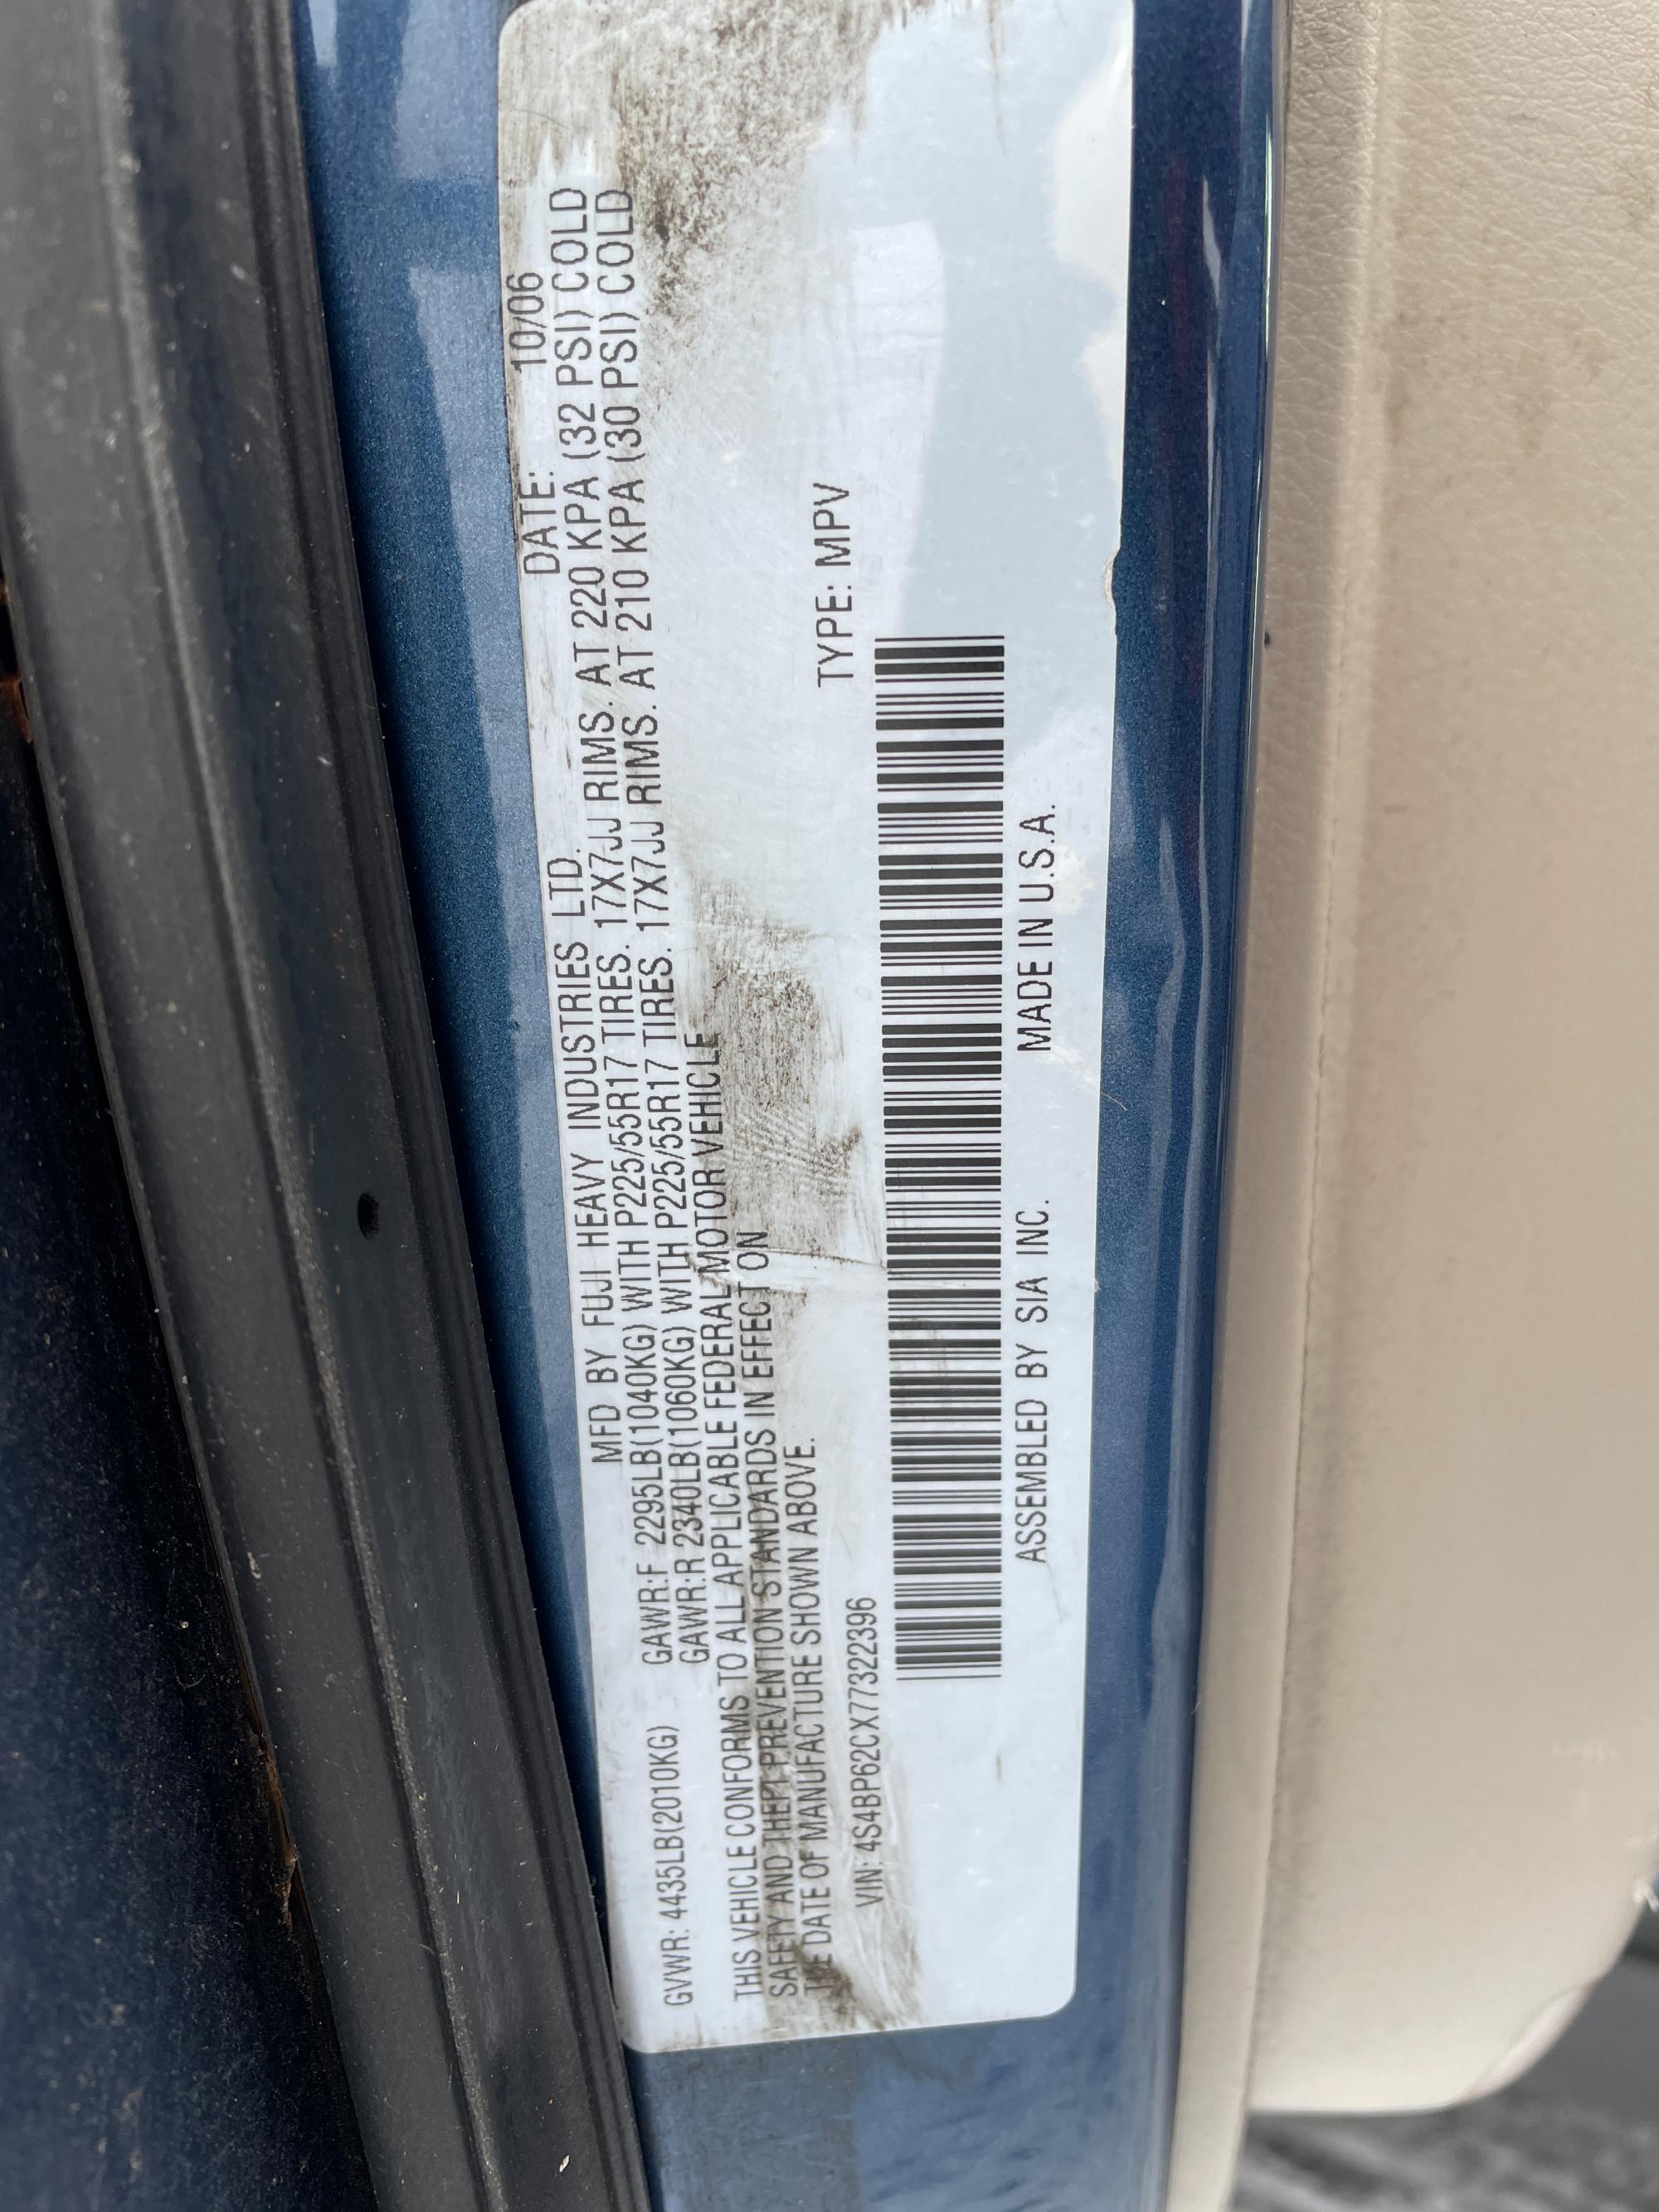 MFD BY FUJI HEAVY INDUSTRIES LTD. DATE: 10/06
GVWR: 4435LB(2010KG) GAWR:F 2295LB(1040KG) WITH P225/55R17 TIRES. 17X7JJ RIMS. AT 220 KPA (32 PSI) COLD
GAWR:R 2340LB(1060KG) WITH P225/55R17 TIRES. 17X7JJ RIMS. AT 210 KPA (30 PSI) COLD
THIS VEHICLE CONFORMS TO ALL APPLICABLE FEDERAL MOTOR VEHICLE
SAFETY AND THEFT PREVENTION STANDARDS IN EFFECT ON
THE DATE OF MANUFACTURE SHOWN ABOVE.
VIN: 4S4BP62CX77322396 TYPE: MPV
ASSEMBLED BY SIA INC. MADE IN U.S.A.